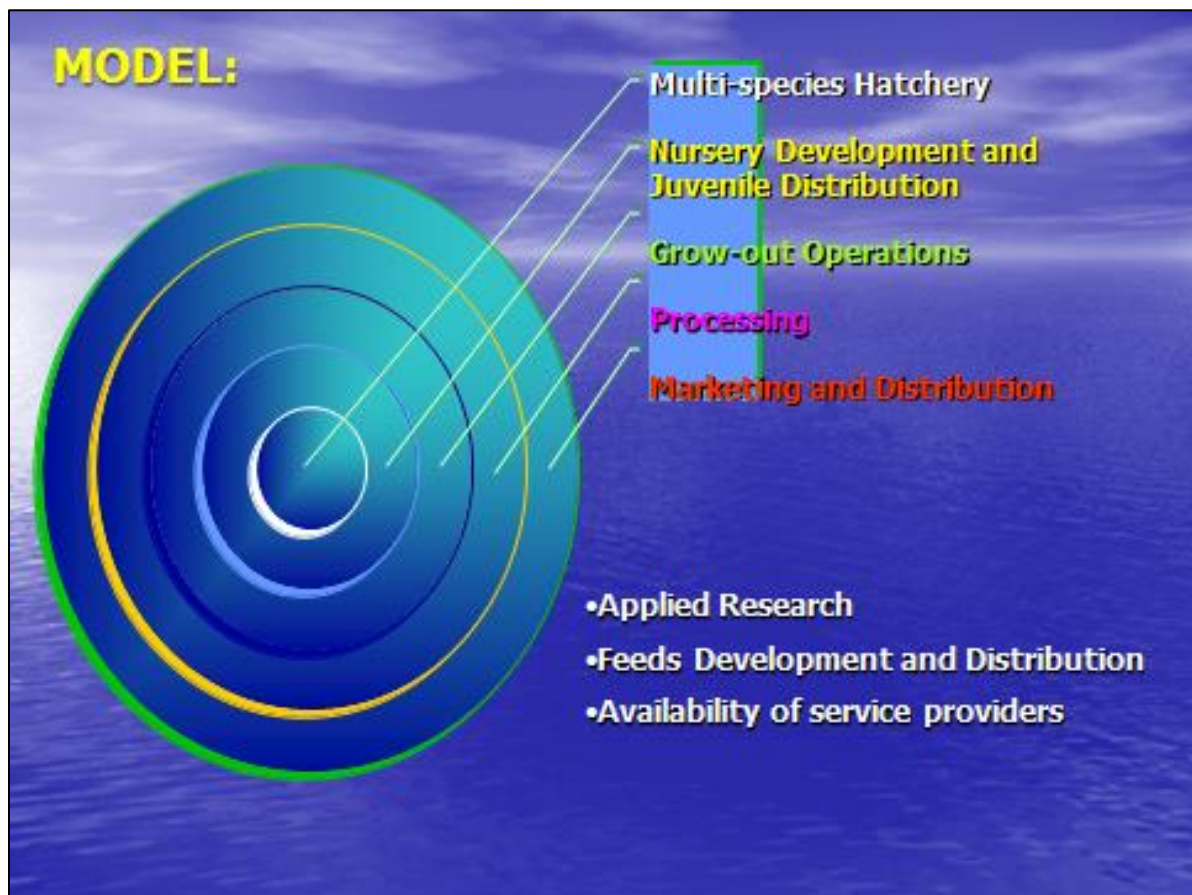 MODEL:
Multi-species Hatchery
Nursery Development and
Juvenile Distribution
Grow-out Operations
Processing
Marketing and Distribution
•Applied Research
•Feeds Development and Distribution
•Availability of service providers